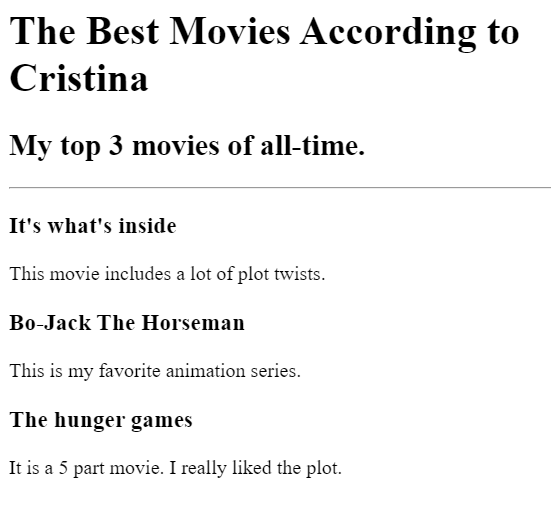 The Best Movies According to
Cristina
My top 3 movies of all-time.
It's what's inside
This movie includes a lot of plot twists.
Bo-Jack The Horseman
This is my favorite animation series.
The hunger games
It is a 5 part movie. I really liked the plot.